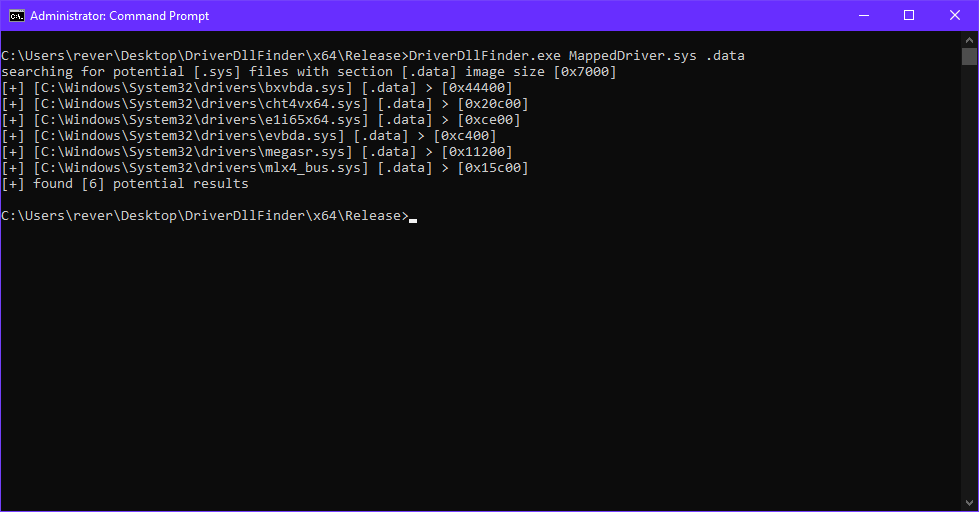 Administrator: Command Prompt
C:\Users\rever\Desktop\DriverDllFinder\x64\Release>DriverDllFinder.exe MappedDriver.sys .data
searching for potential [.sys] files with section [.data] image size [0x7000]
[+] [C:\Windows\System32\drivers\bxvbda.sys] [.data] > [0x44400]
[+] [C:\Windows\System32\drivers\cht4vx64.sys] [.data] > [0x20c00]
[+] [C:\Windows\System32\drivers\e1i65x64.sys] [.data] > [0xce00]
[+] [C:\Windows\System32\drivers\evbda.sys] [.data] > [0xc400]
[+] [C:\Windows\System32\drivers\megasr.sys] [.data] > [0x11200]
[+] [C:\Windows\System32\drivers\mlx4_bus.sys] [.data] > [0x15c00]
[+] found [6] potential results
C:\Users\rever\Desktop\DriverDllFinder\x64\Release>